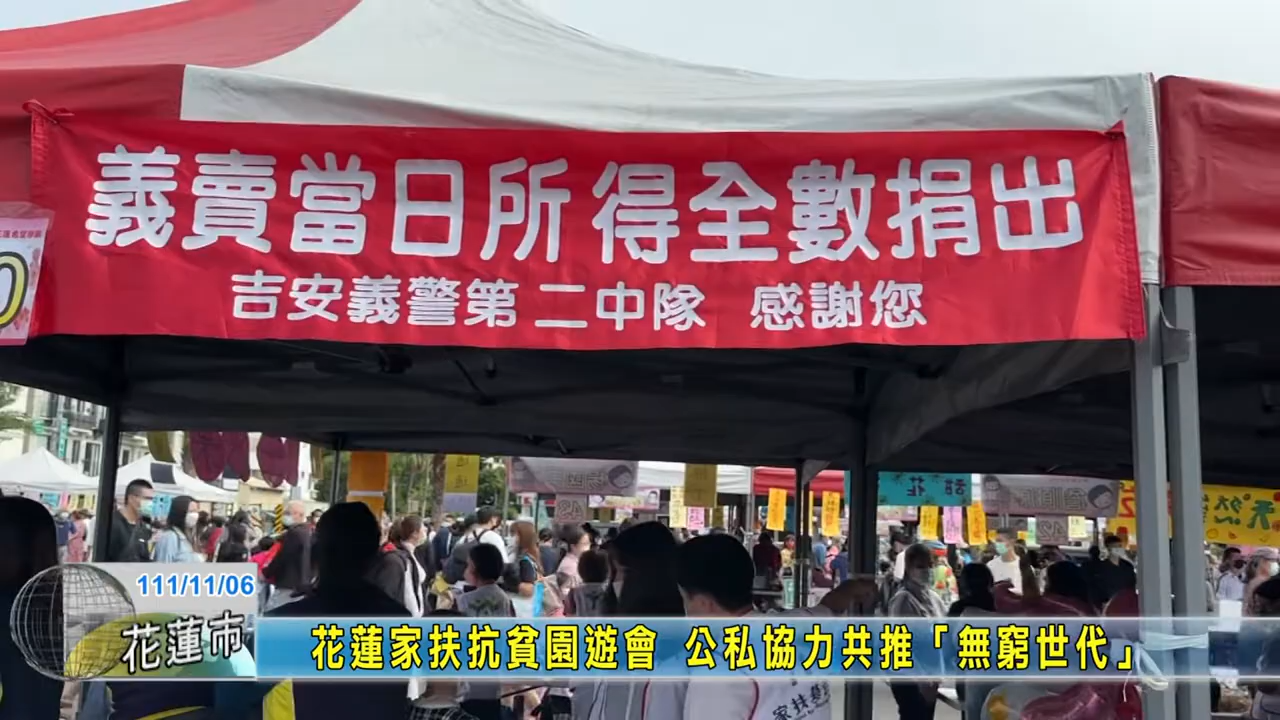 義賣當日所得全數捐出
吉安義警第二中隊 感謝您
111/11/06
花蓮市
花蓮家扶抗貧園遊會 公私協力共推「無窮世代」